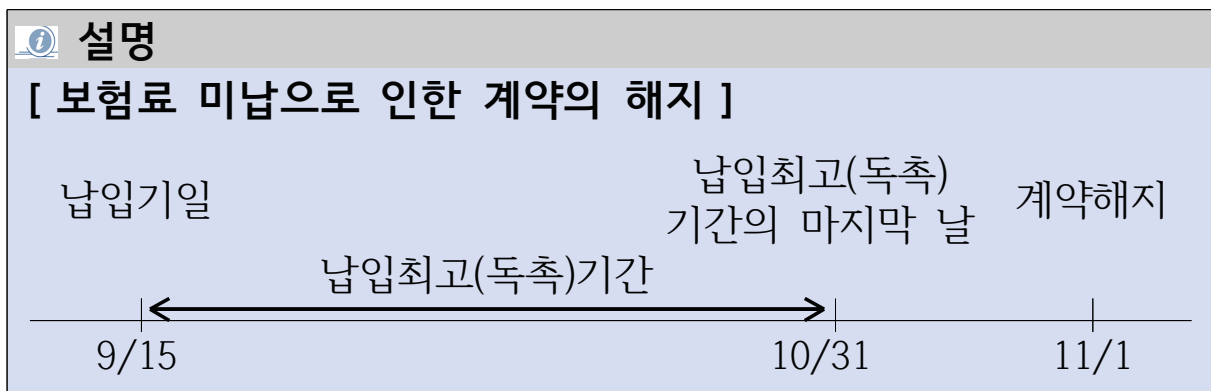 설명
[ 보험료 미납으로 인한 계약의 해지 ]
납입기일
납입최고(독촉)
기간의 마지막 날
계약해지
납입최고(독촉)기간
9/15
10/31
11/1